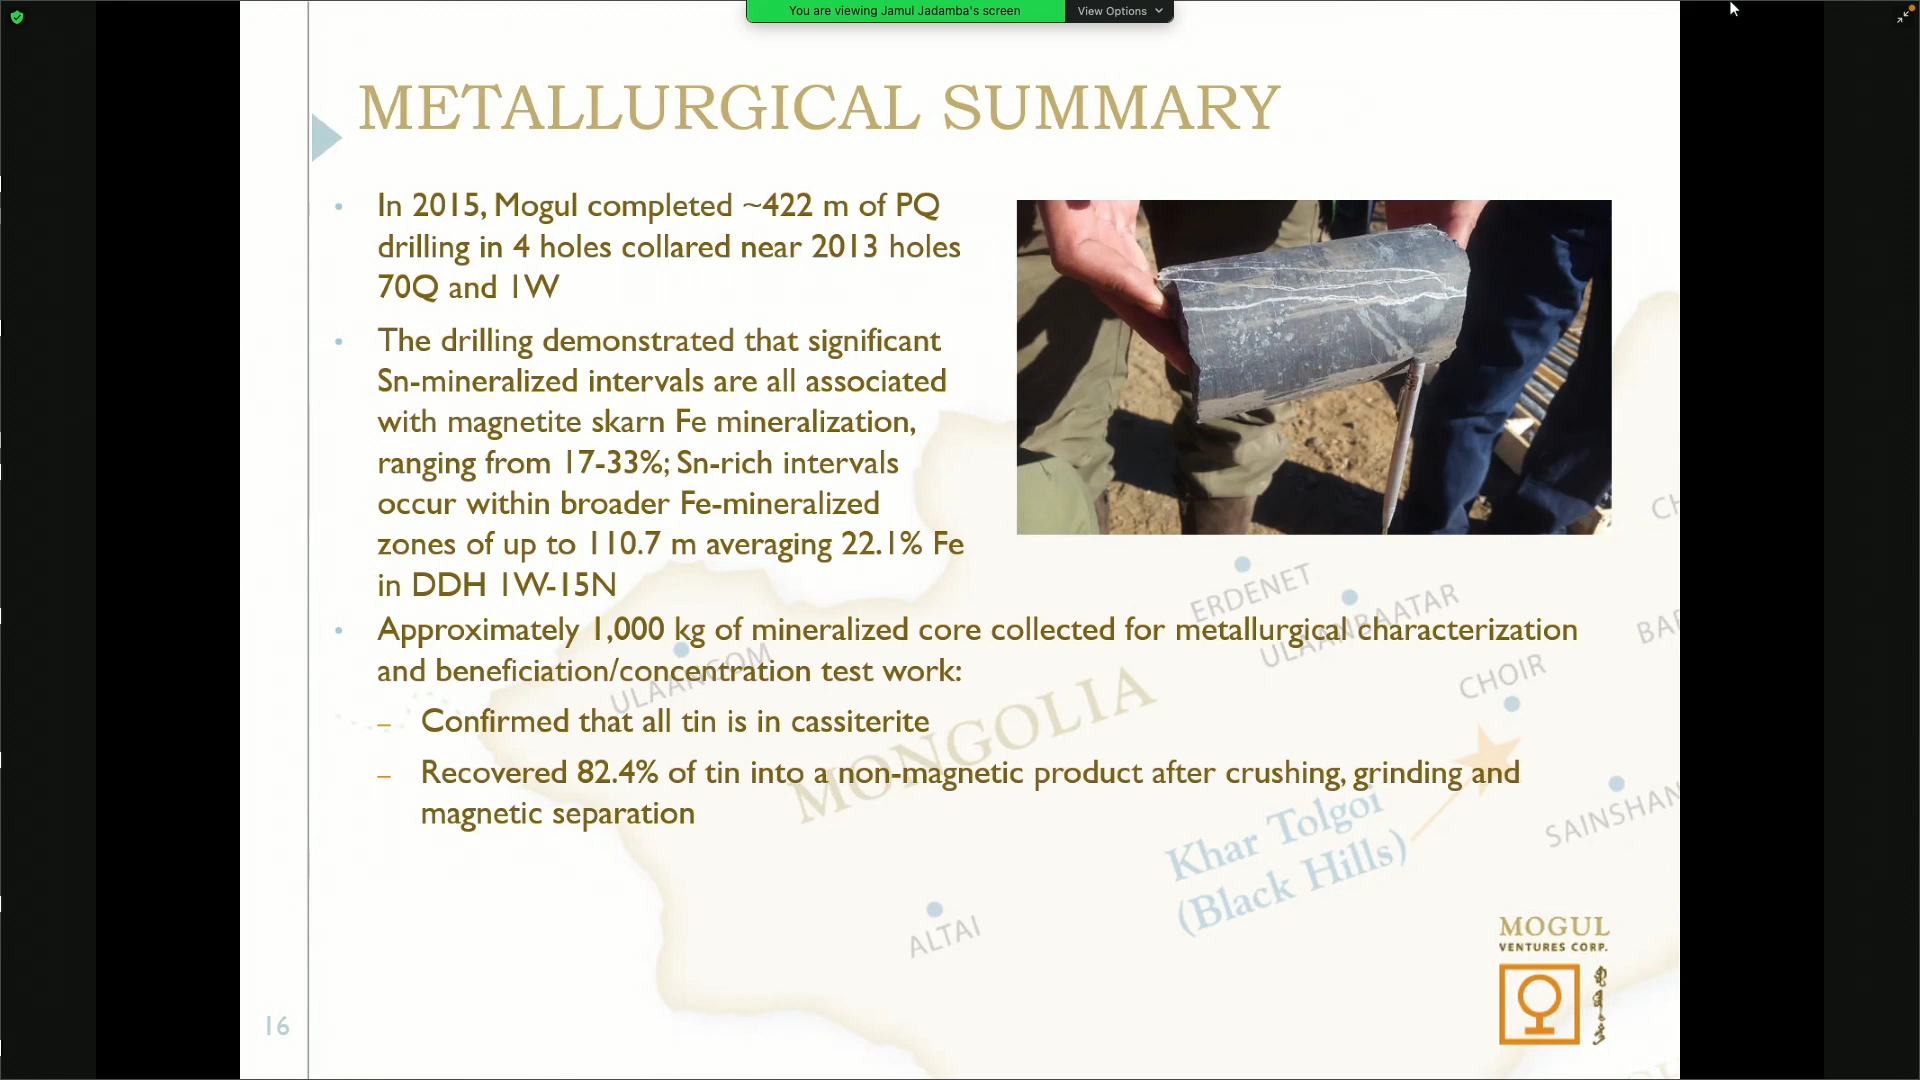 You are viewing Jamul Jadamba's screen
View Options
METALLURGICAL SUMMARY
• In 2015, Mogul completed ~422 m of PQ
drilling in 4 holes collared near 2013 holes
70Q and 1W
• The drilling demonstrated that significant
Sn-mineralized intervals are all associated
with magnetite skarn Fe mineralization,
ranging from 17-33%; Sn-rich intervals
occur within broader Fe-mineralized
zones of up to 110.7 m averaging 22.1% Fe
in DDH 1W-15N
• Approximately 1,000 kg of mineralized core collected for metallurgical characterization
and beneficiation/concentration test work:
– Confirmed that all tin is in cassiterite
– Recovered 82.4% of tin into a non-magnetic product after crushing, grinding and
magnetic separation
ERDENET
ULAANBAATAR
ULAANGOM
CHOIR
MONGOLIA
SAINSHAN
Khar Tolgoi
(Black Hills)
ALTAI
MOGUL
VENTURES CORP.
16